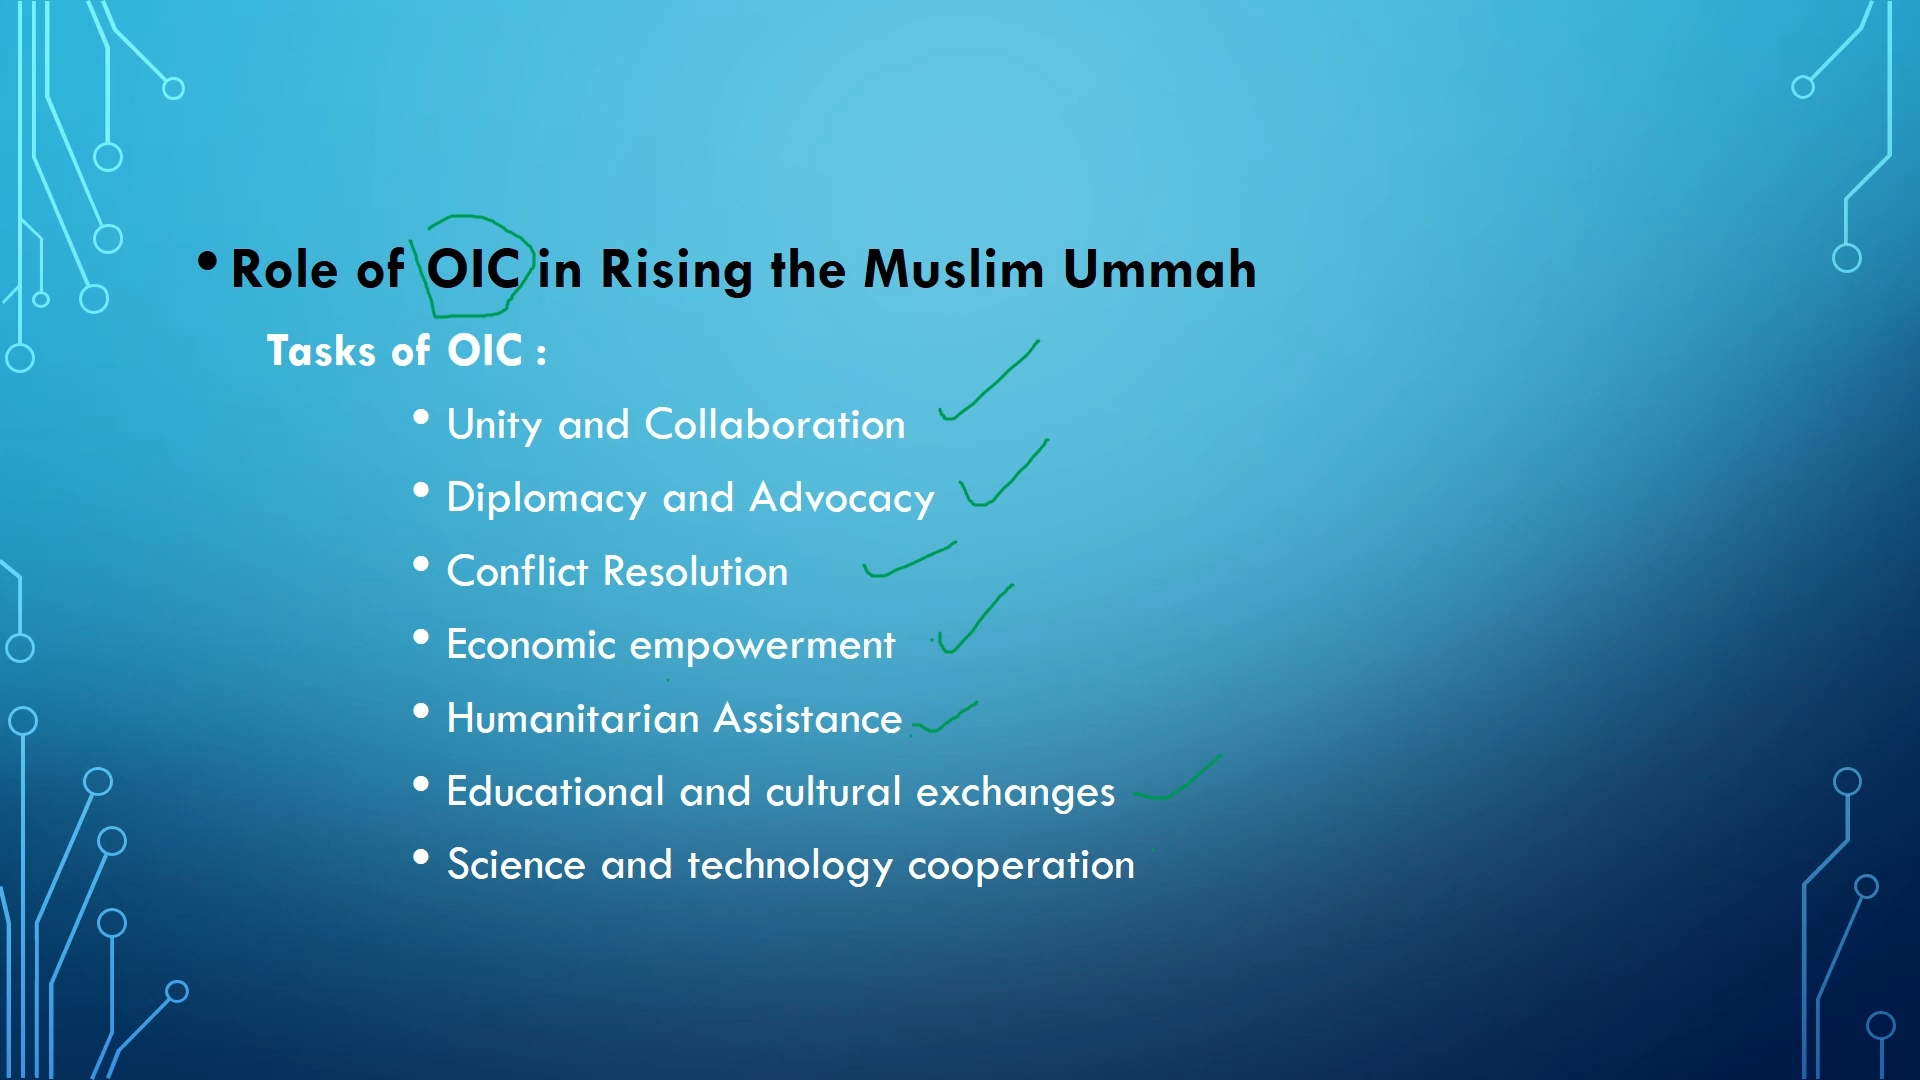 • Role of OIC in Rising the Muslim Ummah
Tasks of OIC :
• Unity and Collaboration
• Diplomacy and Advocacy
• Conflict Resolution
• Economic empowerment
• Humanitarian Assistance
• Educational and cultural exchanges
• Science and technology cooperation